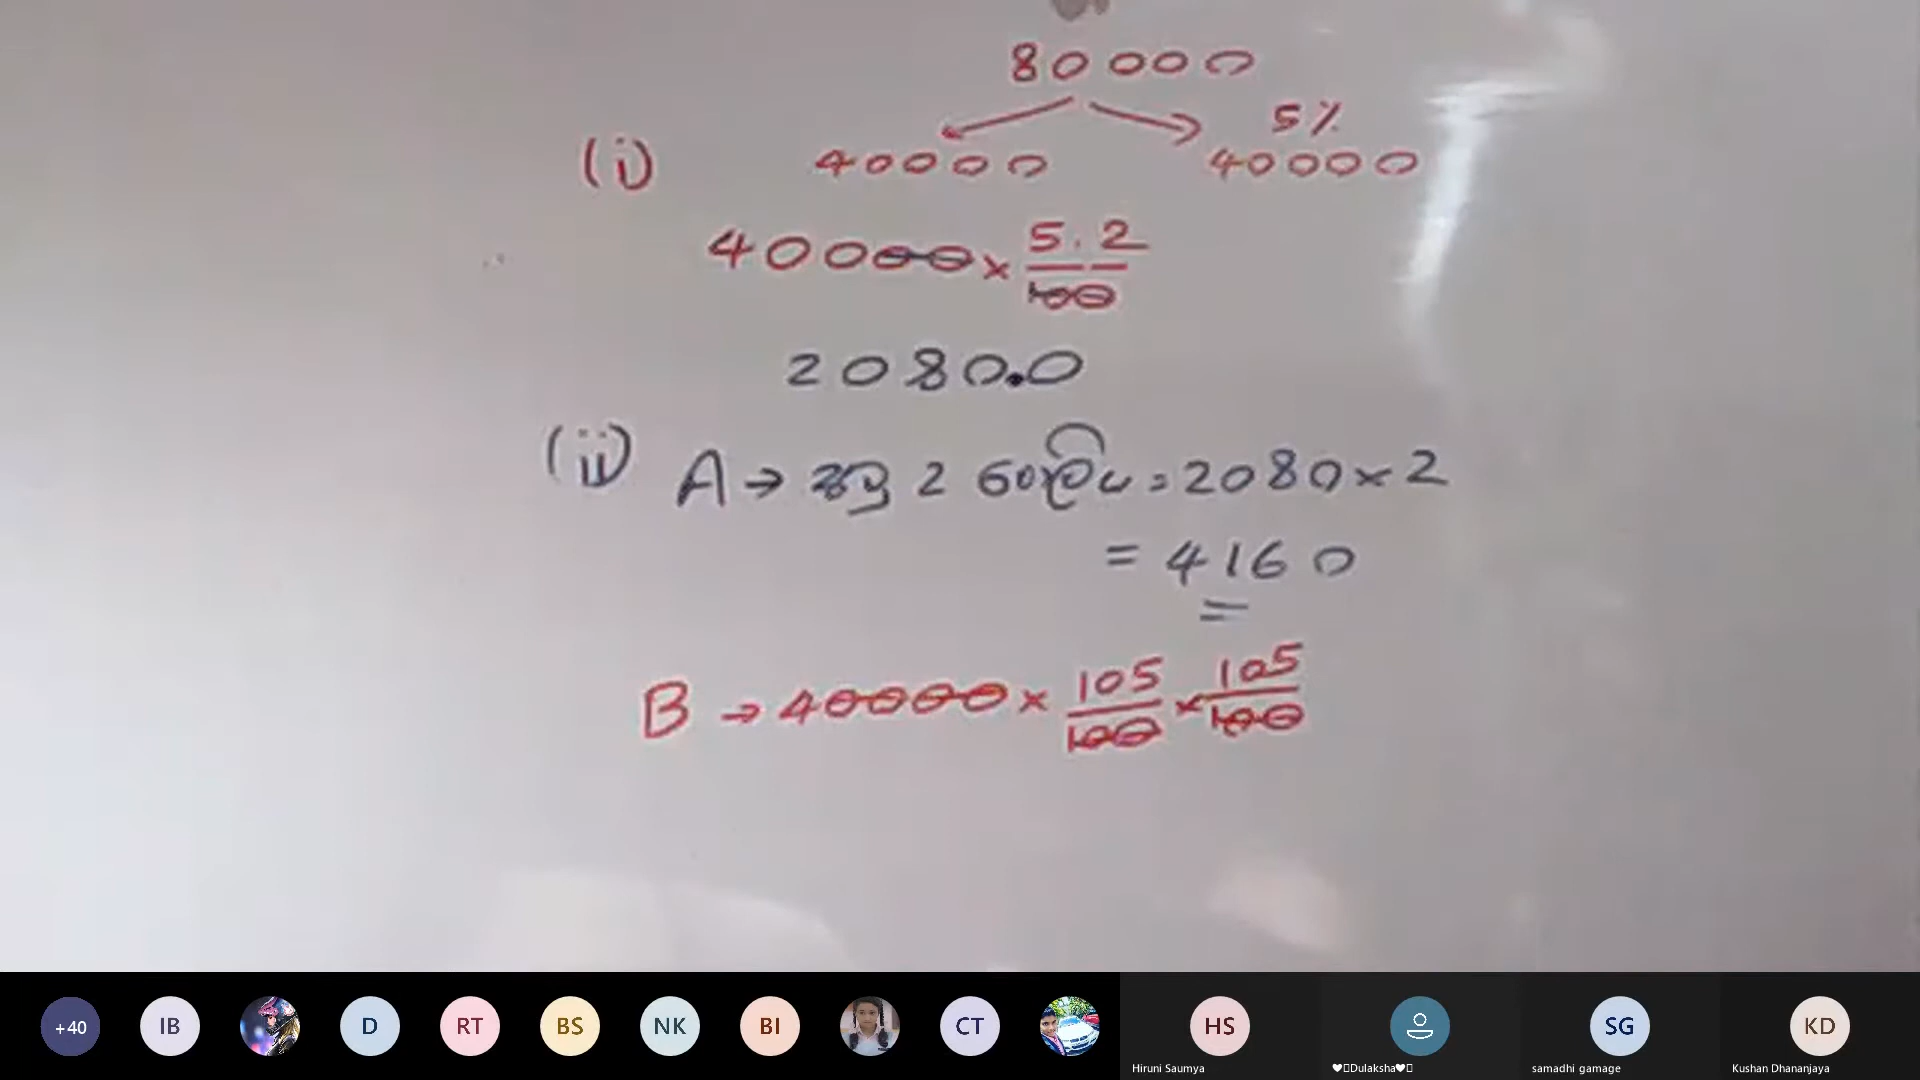 80000
5%
(i) 40000 40000
40000 × 5.2/100
2080.0
(ii) A → 2 පොලිය = 2080 × 2
= 4160
B → 40000 × 105/100 × 105/100
+40 IB D RT BS NK BI CT HS SG KD
Hiruni Saumya ♥Dulaksha♥ samadhi gamage Kushan Dhananjaya